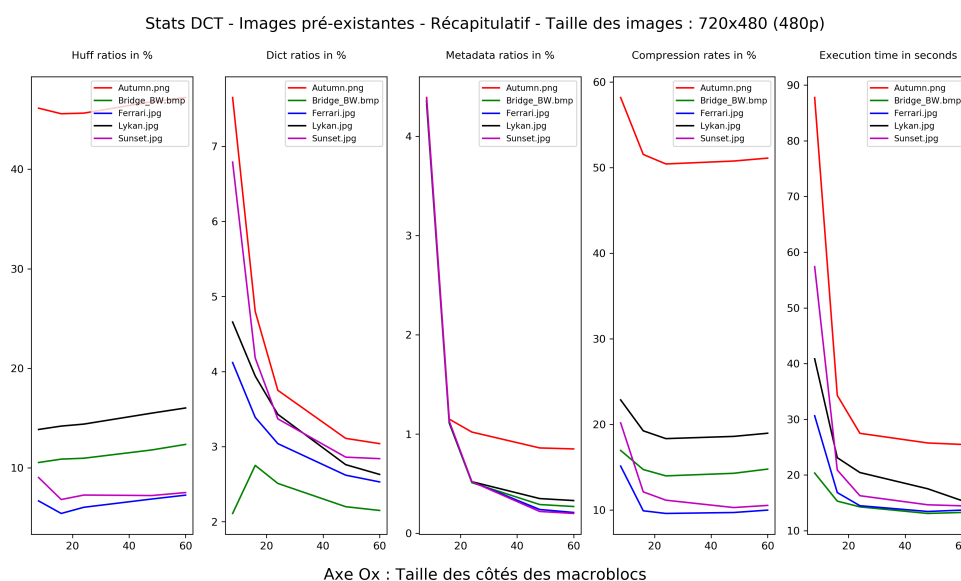 Stats DCT - Images pré-existantes - Récapitulatif - Taille des images : 720x480 (480p)
Huff ratios in %
Autumn.png
Bridge_BW.bmp
Ferrari.jpg
Lykan.jpg
Sunset.jpg
40
30
20
10
20
40
60
Dict ratios in %
Autumn.png
Bridge_BW.bmp
Ferrari.jpg
Lykan.jpg
Sunset.jpg
7
6
5
4
3
2
20
40
60
Metadata ratios in %
Autumn.png
Bridge_BW.bmp
Ferrari.jpg
Lykan.jpg
Sunset.jpg
4
3
2
1
0
20
40
60
Compression rates in %
Autumn.png
Bridge_BW.bmp
Ferrari.jpg
Lykan.jpg
Sunset.jpg
60
50
40
30
20
10
20
40
60
Execution time in seconds
Autumn.png
Bridge_BW.bmp
Ferrari.jpg
Lykan.jpg
Sunset.jpg
90
80
70
60
50
40
30
20
10
20
40
60
Axe Ox : Taille des côtés des macroblocs